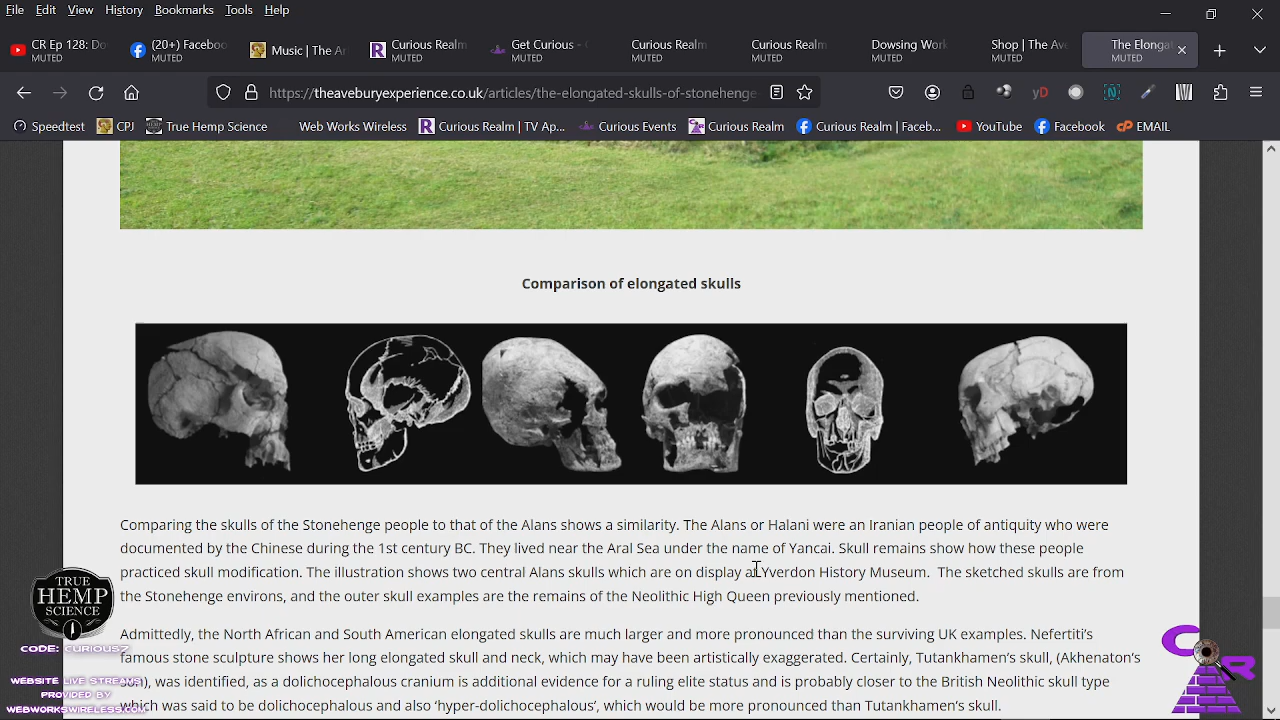 File Edit View History Bookmarks Tools Help
CR Ep 128: Do
MUTED
(20+) Faceboo
MUTED
Music | The Ar
MUTED
Curious Realm
MUTED
Get Curious - C
MUTED
Curious Realm
MUTED
Curious Realm
MUTED
Dowsing Work
MUTED
Shop | The Ave
MUTED
The Elongat
MUTED
https://theaveburyexperience.co.uk/articles/the-elongated-skulls-of-stonehenge
Speedtest CPJ True Hemp Science Web Works Wireless Curious Realm | TV Ap... Curious Events Curious Realm Curious Realm | Faceb... YouTube Facebook EMAIL
Comparison of elongated skulls
Comparing the skulls of the Stonehenge people to that of the Alans shows a similarity. The Alans or Halani were an Iranian people of antiquity who were
documented by the Chinese during the 1st century BC. They lived near the Aral Sea under the name of Yancai. Skull remains show how these people
practiced skull modification. The illustration shows two central Alans skulls which are on display at Yverdon History Museum. The sketched skulls are from
the Stonehenge environs, and the outer skull examples are the remains of the Neolithic High Queen previously mentioned.
Admittedly, the North African and South American elongated skulls are much larger and more pronounced than the surviving UK examples. Nefertiti's
famous stone sculpture shows her long elongated skull and neck, which may have been artistically exaggerated. Certainly, Tutankhamen's skull, (Akhenaton's
was identified, as a dolichocephalous cranium is additional evidence for a ruling elite status and probably closer to the British Neolithic skull type
which was said to be dolichocephalus and also which would be more pronounced than Tutankhamun's skull.
TRUE
HEMP
SCIENCE
CODE: CURIOUS7
WEBSITE LIVE STREAMS
PROVIDED BY
WEBWORKSWIRELESS.COM
C R